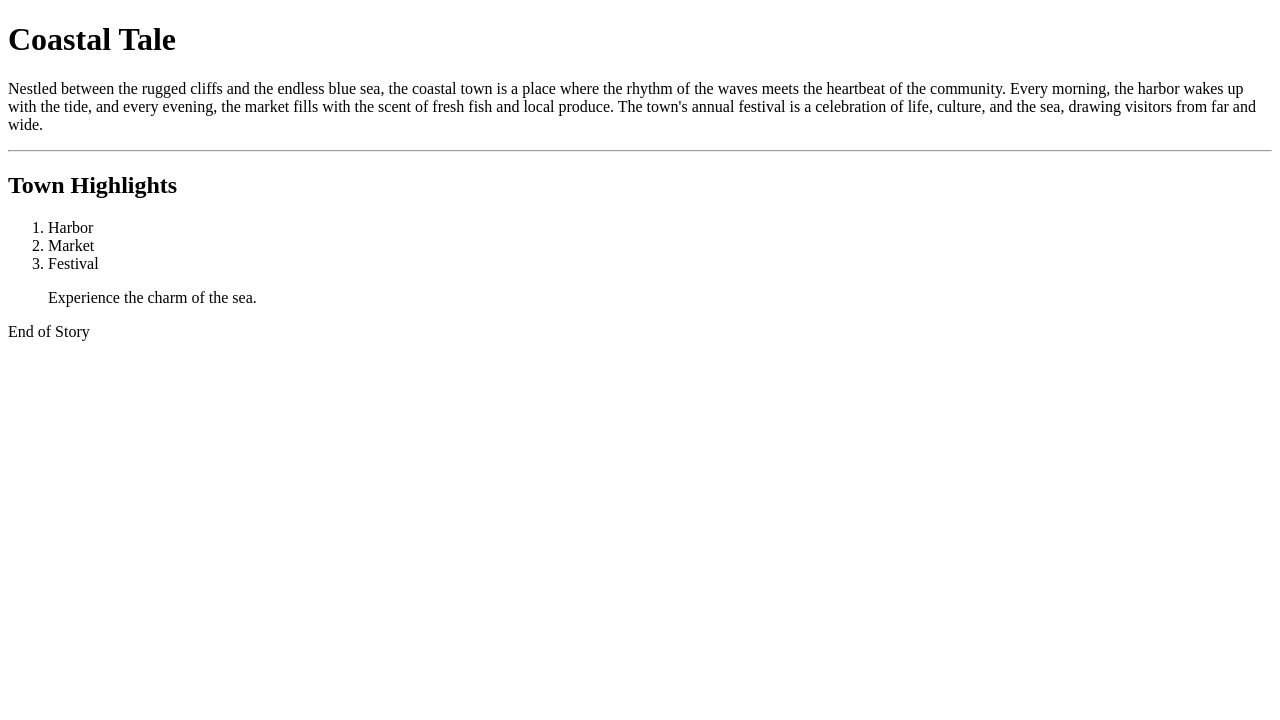 Coastal Tale
Nestled between the rugged cliffs and the endless blue sea, the coastal town is a place where the rhythm of the waves meets the heartbeat of the community. Every morning, the harbor wakes up
with the tide, and every evening, the market fills with the scent of fresh fish and local produce. The town's annual festival is a celebration of life, culture, and the sea, drawing visitors from far and
wide.
Town Highlights
1. Harbor
2. Market
3. Festival
Experience the charm of the sea.
End of Story